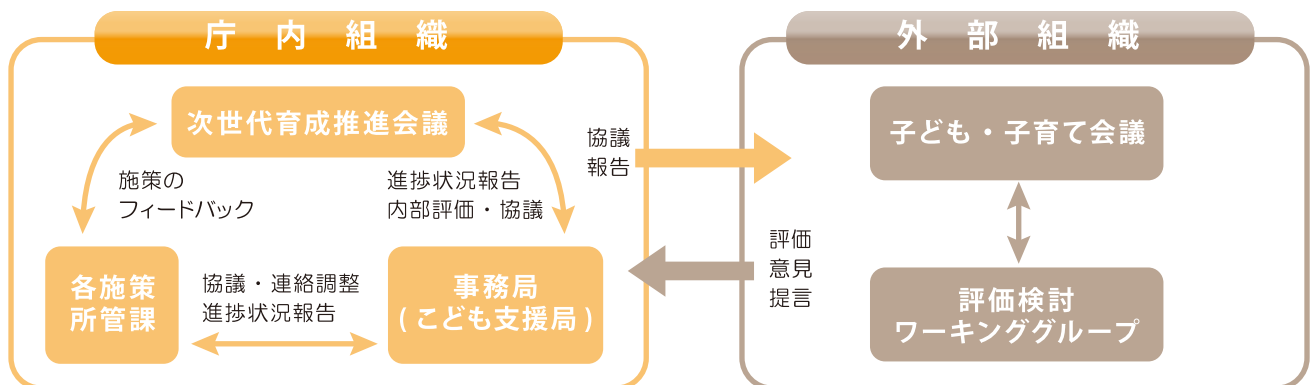 庁内組織
次世代育成推進会議
施策の
フィードバック
進捗状況報告
内部評価・協議
各施策
所管課
協議・連絡調整
進捗状況報告
事務局
(こども支援局)
協議
報告
評価
意見
提言
外部組織
子ども・子育て会議
評価検討
ワーキンググループ